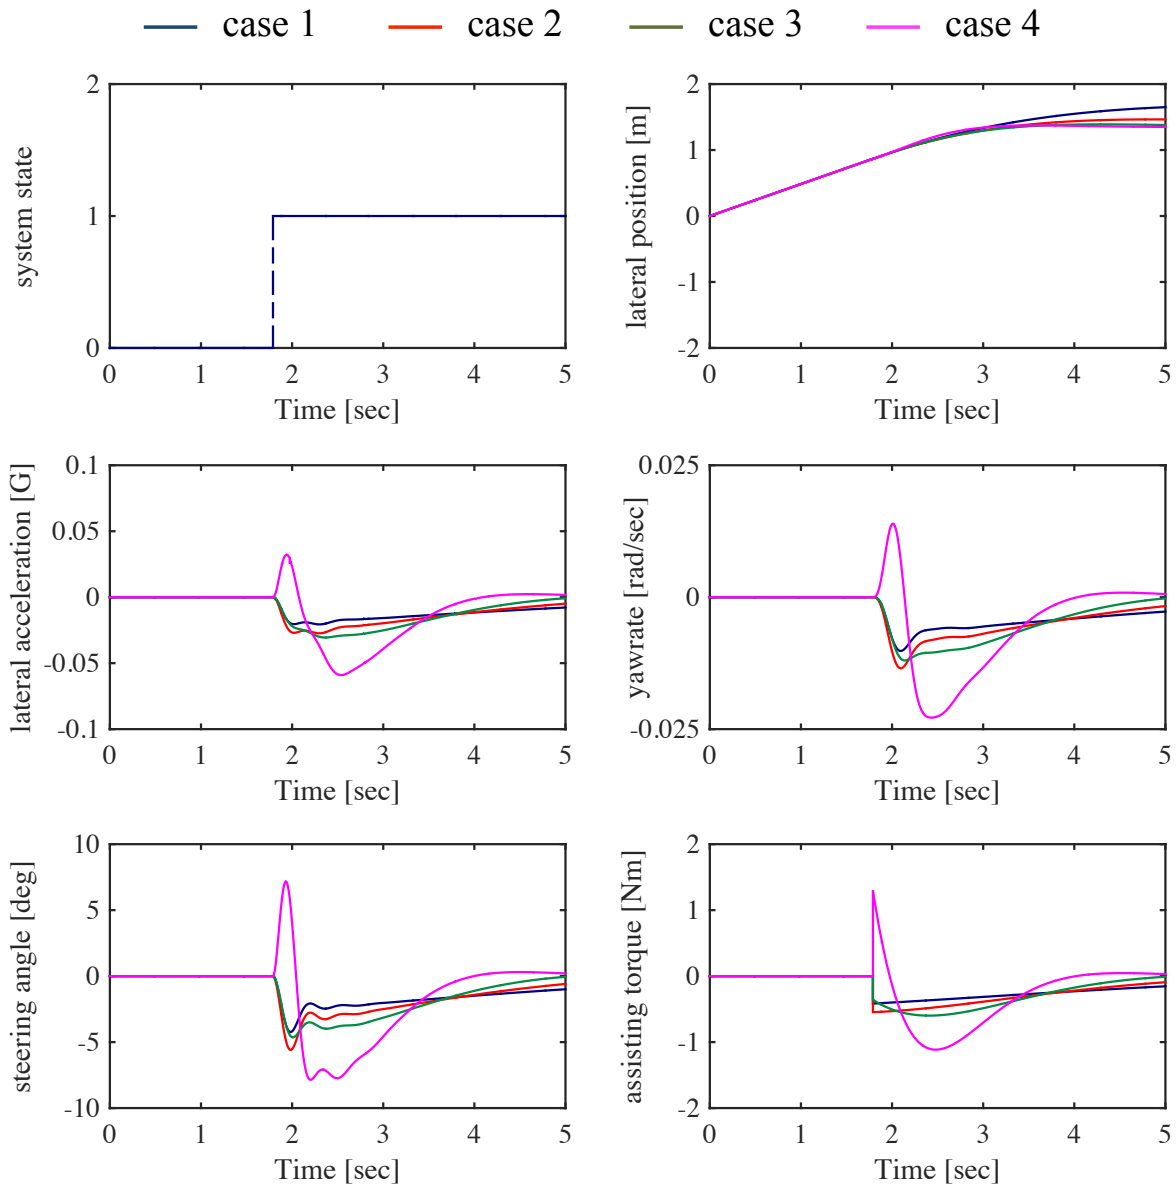 case 1 case 2 case 3 case 4
system state
2
1
0
0 1 2 3 4 5
Time [sec]
lateral position [m]
2
1
0
-1
-2
0 1 2 3 4 5
Time [sec]
lateral acceleration [G]
0.1
0.05
0
-0.05
-0.1
0 1 2 3 4 5
Time [sec]
yawrate [rad/sec]
0.025
0
-0.025
0 1 2 3 4 5
Time [sec]
steering angle [deg]
10
5
0
-5
-10
0 1 2 3 4 5
Time [sec]
assisting torque [Nm]
2
1
0
-1
-2
0 1 2 3 4 5
Time [sec]